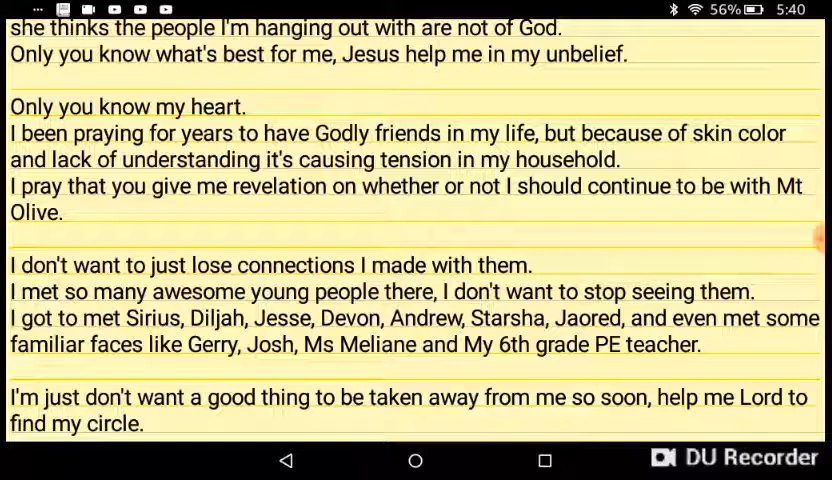 56% 5:40
she thinks the people I'm hanging out with are not of God.
Only you know what's best for me, Jesus help me in my unbelief.
Only you know my heart.
I been praying for years to have Godly friends in my life, but because of skin color
and lack of understanding it's causing tension in my household.
I pray that you give me revelation on whether or not I should continue to be with Mt
Olive.
I don't want to just lose connections I made with them.
I met so many awesome young people there, I don't want to stop seeing them.
I got to met Sirius, Diljah, Jesse, Devon, Andrew, Starsha, Jaored, and even met some
familiar faces like Gerry, Josh, Ms Meliane and My 6th grade PE teacher.
I'm just don't want a good thing to be taken away from me so soon, help me Lord to
find my circle.
DU Recorder